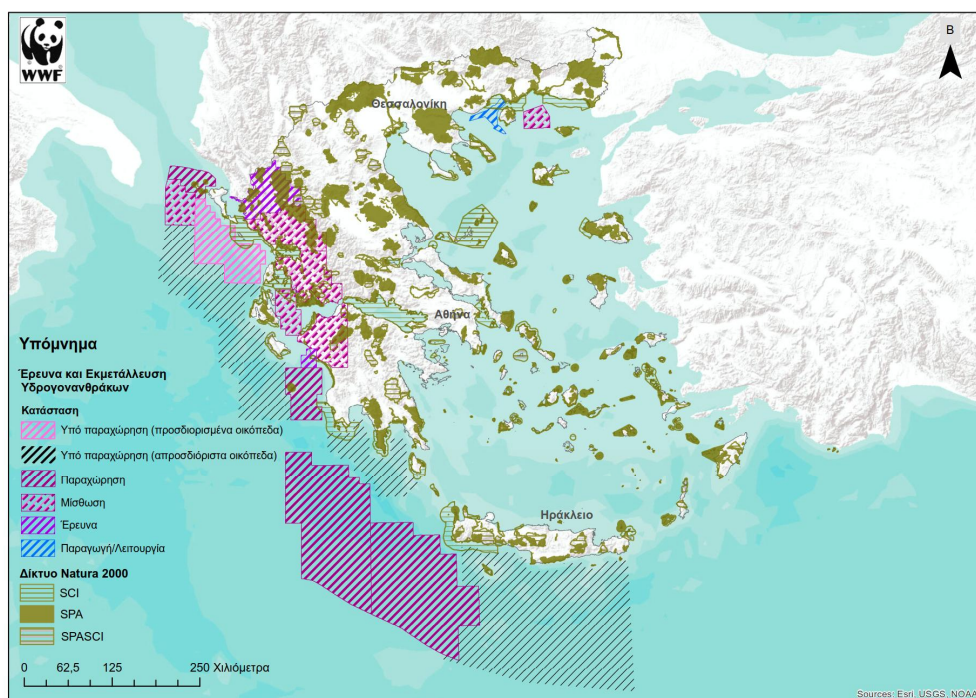 WWF
B
Θεσσαλονίκη
Αθήνα
Ηράκλειο
Υπόμνημα
Έρευνα και Εκμετάλλευση
Υδρογονανθράκων
Κατάσταση
Υπό παραχώρηση (προσδιορισμένα οικόπεδα)
Υπό παραχώρηση (απροσδιόριστα οικόπεδα)
Παραχώρηση
Μίσθωση
Έρευνα
Παραγωγή/Λειτουργία
Δίκτυο Natura 2000
SCI
SPA
SPASCI
0 62,5 125 250 Χιλιόμετρα
Sources: Esri, USGS, NOAA